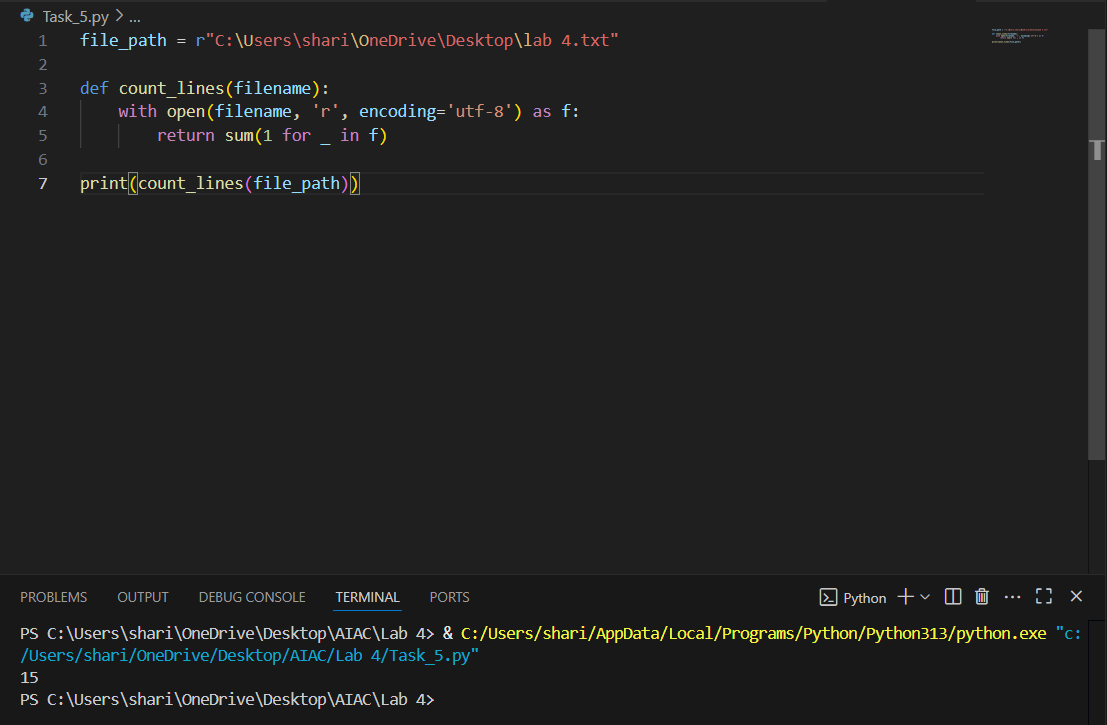 Task_5.py > ...
1 file_path = r"C:\Users\shari\OneDrive\Desktop\lab 4.txt"
2
3 def count_lines(filename):
4     with open(filename, 'r', encoding='utf-8') as f:
5         return sum(1 for _ in f)
6
7 print(count_lines(file_path))
PROBLEMS OUTPUT DEBUG CONSOLE TERMINAL PORTS Python
PS C:\Users\shari\OneDrive\Desktop\AIAC\Lab 4> & C:/Users/shari/AppData/Local/Programs/Python/Python313/python.exe "c:
/Users/shari/OneDrive/Desktop/AIAC/Lab 4/Task_5.py"
15
PS C:\Users\shari\OneDrive\Desktop\AIAC\Lab 4>